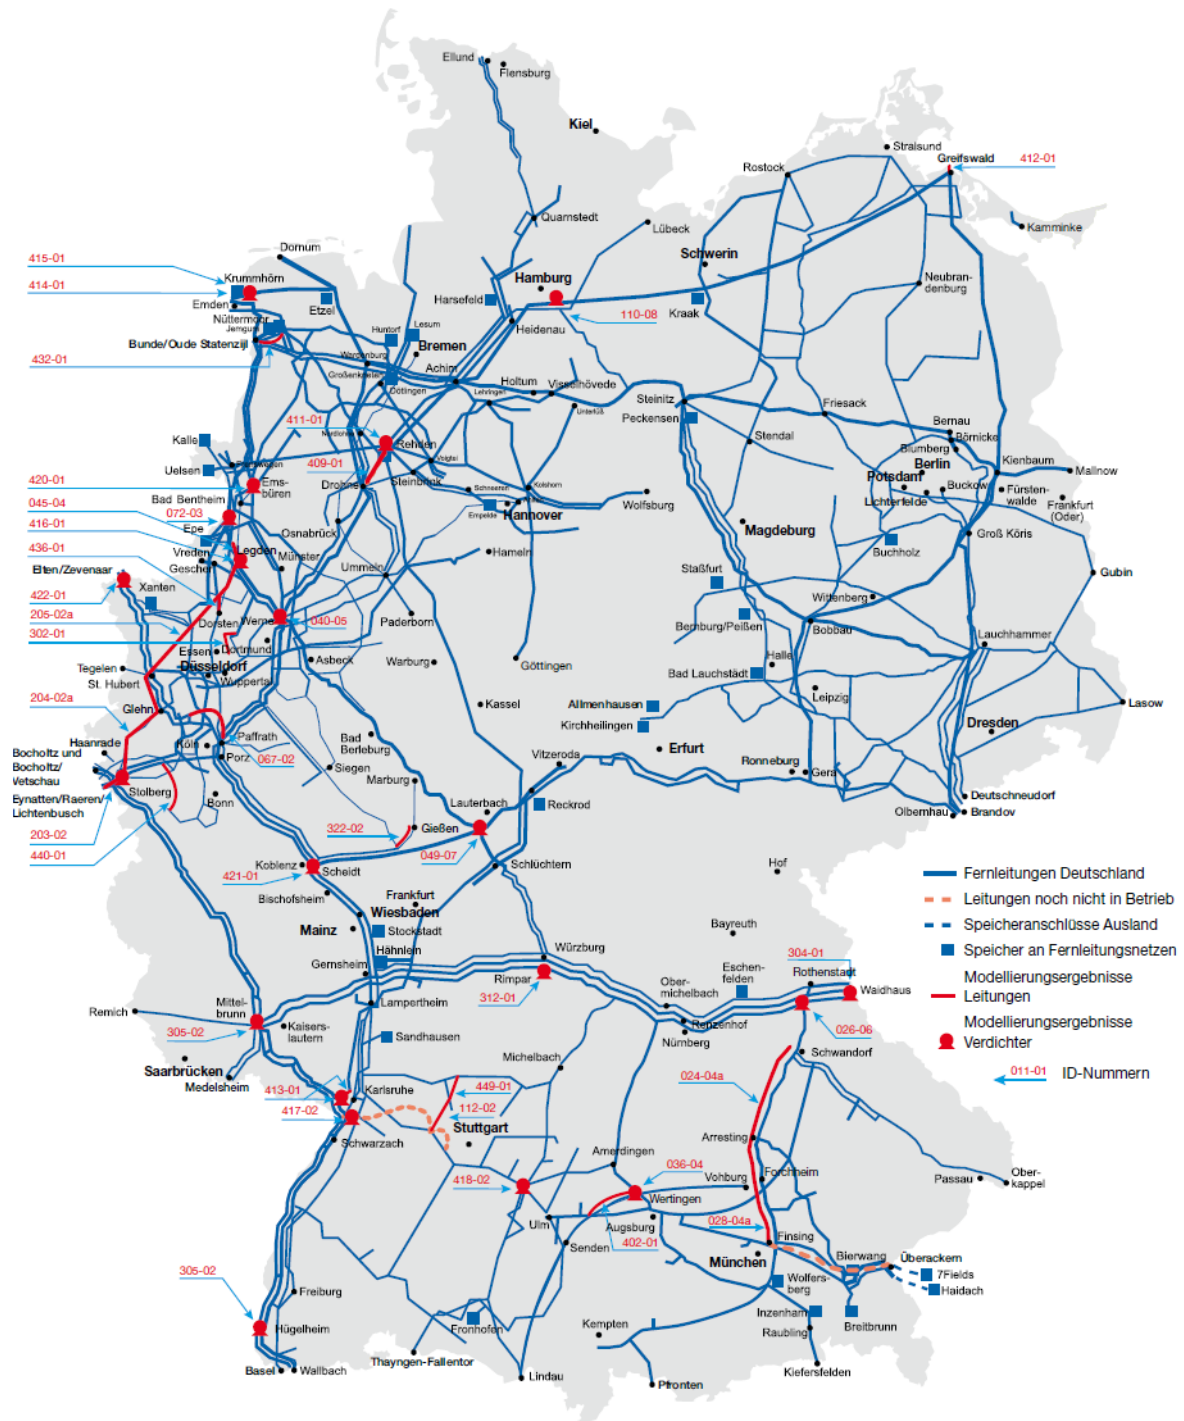 Ellund
Flensburg
Kiel
Stralsund
Greifswald
412-01
Rostock
Quarnstedt
Lübeck
Kamminke
Dornum
Schwerin
415-01
Krummhörn
Hamburg
Neubran-
denburg
414-01
Emden
Etzel
Harsefeld
Kraak
110-08
Nüttermoor
Jemgum
Huntorf
Lesum
Heidenau
Bunde/Oude Statenzijl
Bremen
432-01
Wardenburg
Großenkneten
Achim
Dötlingen
Lehringen
Holtum
Visselhövede
Unterlüß
Steinitz
Peckensen
Friesack
411-01
Rehden
Stendal
Bernau
Börnicke
Blumberg
Kalle
Voigtei
409-01
Berlin
Kienbaum
Mallnow
Uelsen
Drohne
Steinbrink
Schneeren
Kolshorn
Potsdam
420-01
Ems-
büren
Wolfsburg
Lichterfelde
Buckow
Fürsten-
walde
Frankfurt
(Oder)
045-04
Bad Bentheim
072-03
Empelde
Hannover
416-01
Epe
Osnabrück
Magdeburg
Groß Köris
436-01
Legden
Vreden
Gescher
Münster
Hameln
Buchholz
Elten/Zevenaar
Ummeln
Staßfurt
Gubin
422-01
Xanten
205-02a
Dorsten
Werne
040-05
Paderborn
Bernburg/Peißen
Wittenberg
Bobbau
302-01
Essen
Dortmund
Lauchhammer
Tegelen
Düsseldorf
Asbeck
Warburg
Göttingen
Halle
Bad Lauchstädt
St. Hubert
Wuppertal
204-02a
Glehn
Kassel
Allmenhausen
Leipzig
Lasow
Kirchheilingen
Dresden
Haanrade
Köln
Paffrath
Bad
Berleburg
Erfurt
Bocholtz und
Bocholtz/
Vetschau
Porz
067-02
Siegen
Vitzeroda
Ronneburg
Gera
Stolberg
Marburg
Eynatten/Raeren/
Lichtenbusch
Bonn
Lauterbach
Reckrod
Deutschneudorf
Olbernhau
Brandov
203-02
322-02
Gießen
440-01
049-07
Koblenz
Scheidt
421-01
Schlüchtern
Hof
Bischofsheim
Frankfurt
Wiesbaden
Mainz
Stockstadt
Bayreuth
Hähnlein
Würzburg
304-01
Gernsheim
Rimpar
Eschen-
felden
Rothenstadt
Waidhaus
312-01
Ober-
michelbach
Remich
Mittel-
brunn
Lampertheim
026-06
305-02
Kaisers-
lautern
Sandhausen
Renzenhof
Nürnberg
Saarbrücken
Medelsheim
Michelbach
Schwandorf
413-01
Karlsruhe
449-01
024-04a
417-02
112-02
Stuttgart
Schwarzach
Arresting
Amerdingen
418-02
036-04
Vohburg
Forchheim
Passau
Ober-
kappel
Wertingen
Ulm
Augsburg
028-04a
402-01
Finsing
Senden
München
Bierwang
Überackern
305-02
Wolfers-
berg
7Fields
Haidach
Freiburg
Inzenham
Breitbrunn
Hügelheim
Fronhofen
Kempten
Raubling
Basel
Wallbach
Thayngen-Fallentor
Lindau
Pfronten
Kiefersfelden
Fernleitungen Deutschland
Leitungen noch nicht in Betrieb
Speicheranschlüsse Ausland
Speicher an Fernleitungsnetzen
Modellierungsergebnisse
Leitungen
Modellierungsergebnisse
Verdichter
011-01
ID-Nummern